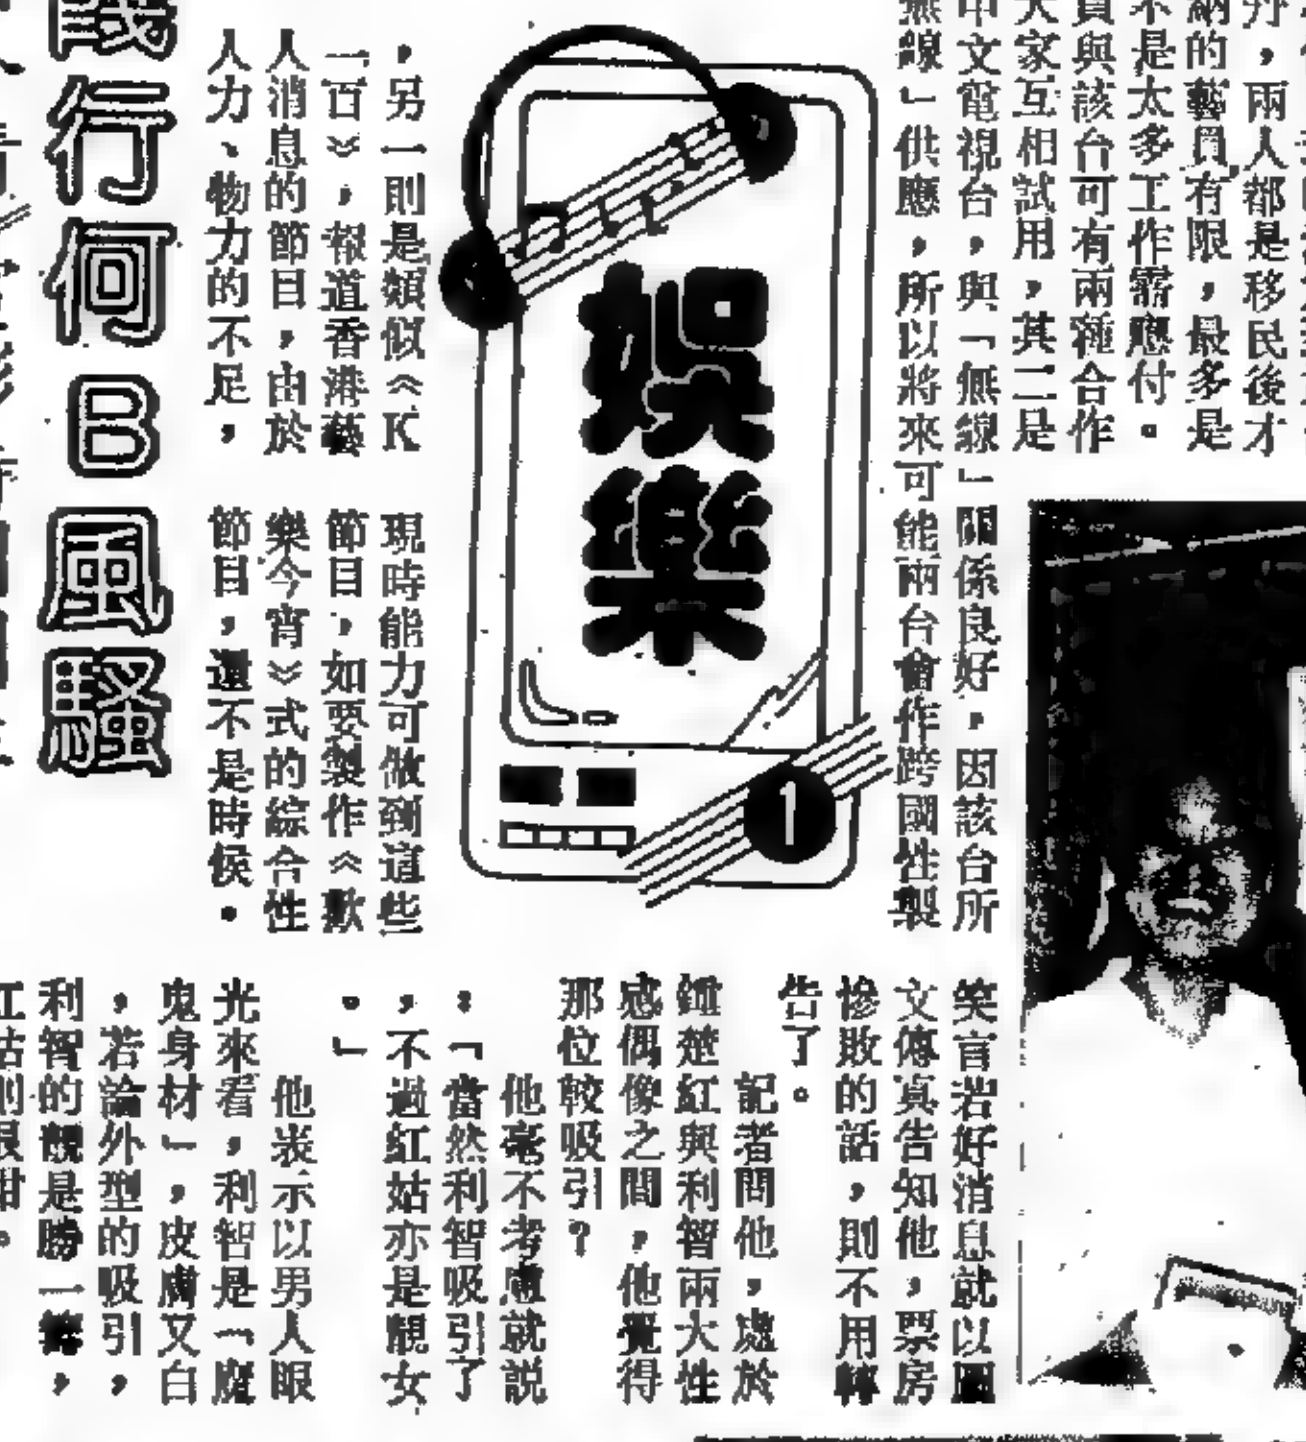 丹，兩人都是移民後才
納的藝員有限，最多是
不是太多工作需應付。
員與該台可有兩種合作
大家互相試用，其二是
中文電視台，與「無線」關係良好，因該台所
無線」供應，所以將來可能兩台會作跨國性製
娛樂
1
，另一則是類似《K
一百》，報道香港藝
人消息的節目，由於
人力、物力的不足，
現時能力可做到這些
節目，如要製作《歡
樂今宵》式的綜合性
節目，還不是時候。
行何B風騷
笑言若好消息就以圖
文傳真告知他，票房
慘敗的話，則不用
告了。
記者問他，處於
鍾楚紅與利智兩大性
感偶像之間，他覺得
那位較吸引？
他毫不考慮就説
：「當然利智吸引了
，不過紅姑亦是靚女
。」
他表示以男人眼
光來看，利智是「魔
鬼身材」，皮膚又白
，若論外型的吸引，
利智的靚是勝一籌，
紅姑則很甜。